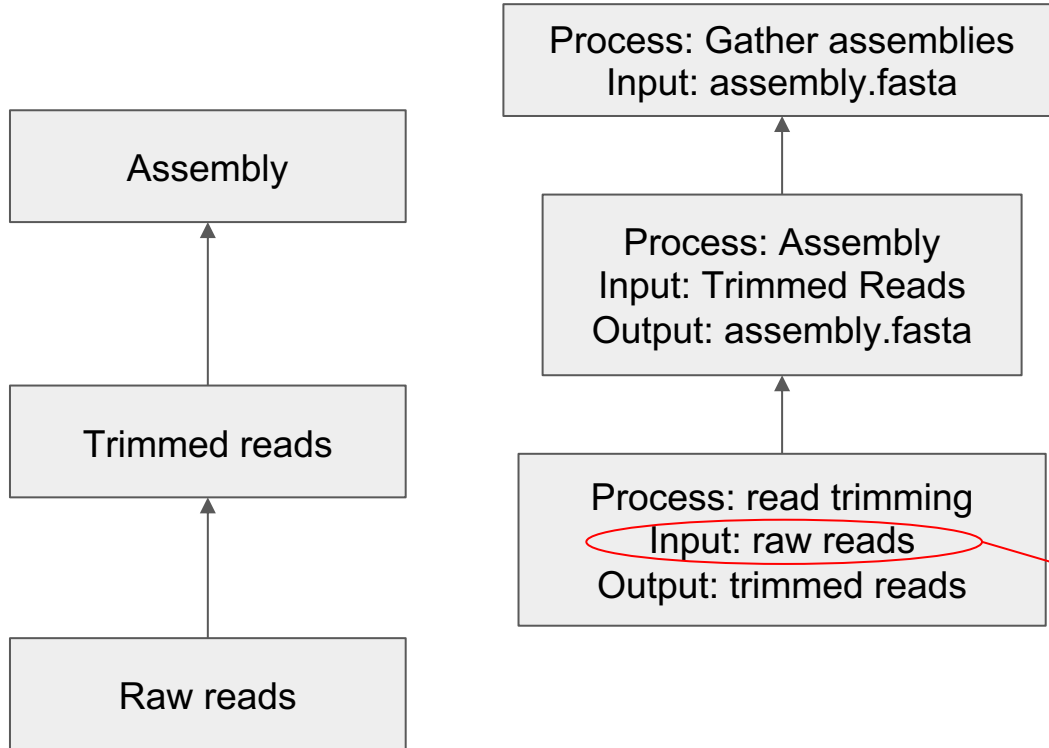 Assembly
Trimmed reads
Raw reads
Process: Gather assemblies
Input: assembly.fasta
Process: Assembly
Input: Trimmed Reads
Output: assembly.fasta
Process: read trimming
Input: raw reads
Output: trimmed reads